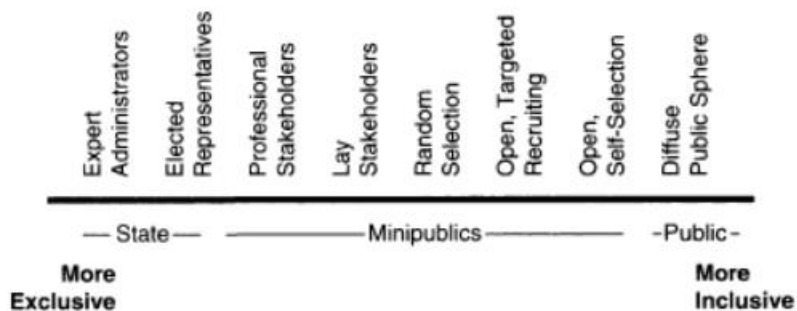 Expert
Administrators
Elected
Representatives
Professional
Stakeholders
Lay
Stakeholders
Random
Selection
Open, Targeted
Recruiting
Open,
Self-Selection
Diffuse
Public Sphere
— State —
Minipublics
- Public -
More
Exclusive
More
Inclusive